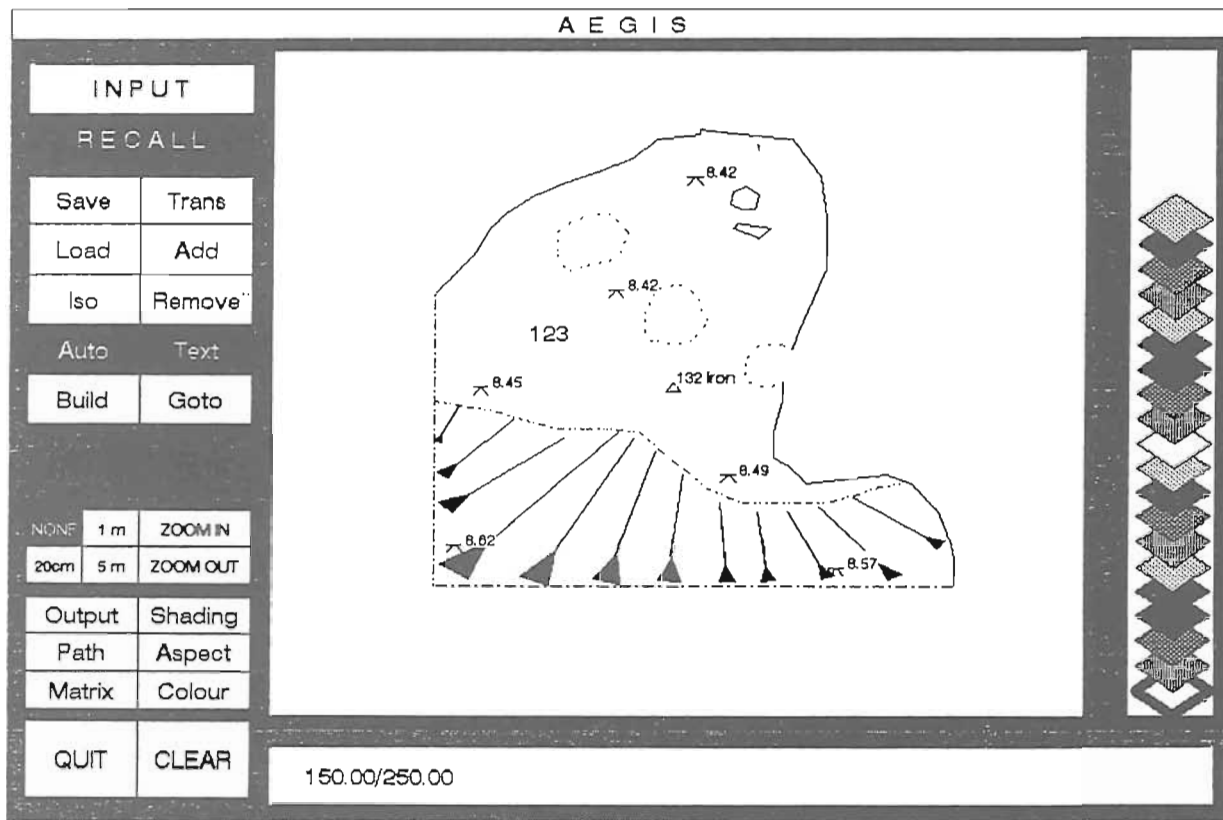 AEGIS
INPUT
RECALL
Save Trans
Load Add
Iso Remove
Auto Text
Build Goto
NONE 1 m ZOOM IN
20cm 5 m ZOOM OUT
Output Shading
Path Aspect
Matrix Colour
QUIT CLEAR
8.42
8.42
123
132 Iron
8.45
8.49
8.62
8.57
150.00/250.00